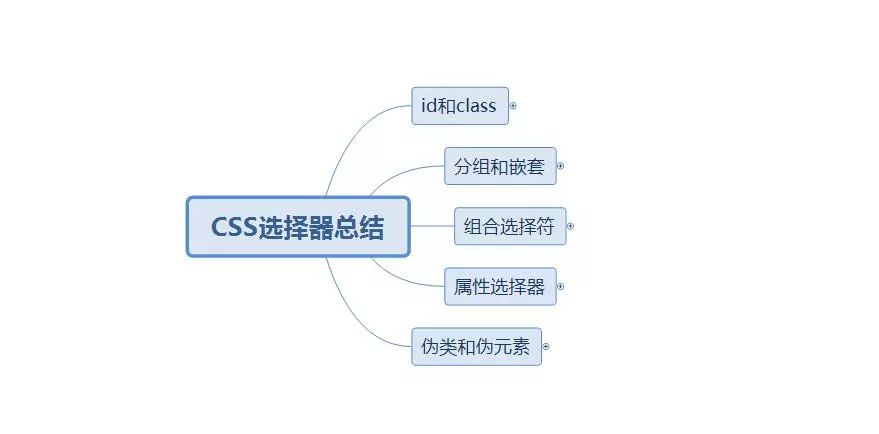 id和class
分组和嵌套
CSS选择器总结
组合选择符
属性选择器
伪类和伪元素